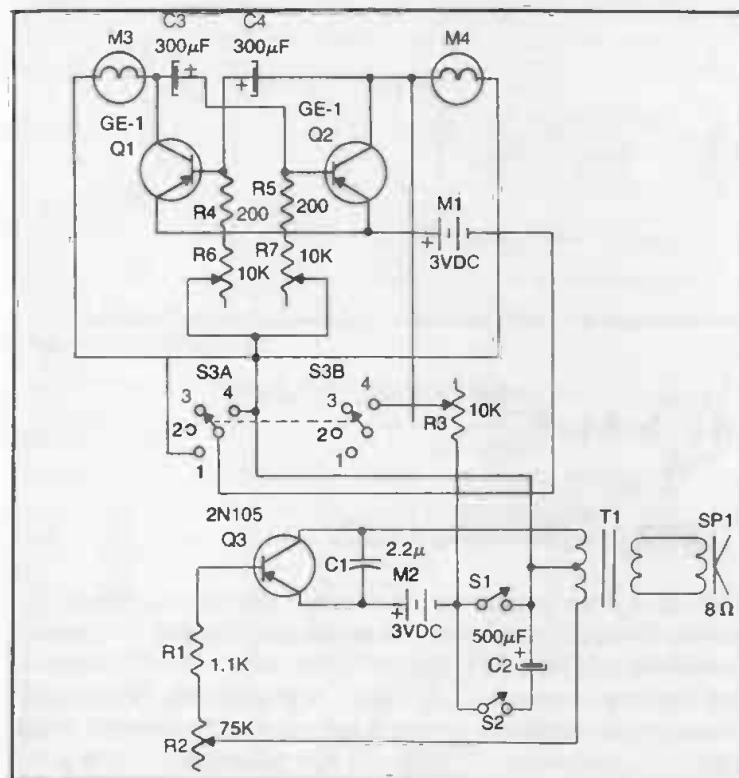 C3
C4
M3
300µF
300µF
M4
+
+
GE-1
GE-1
Q1
Q2
R4
R5
M1
200
200
+
R6
R7
3VDC
10K
10K
S3A
S3B
3
4
3
4
2
2
R3
10K
1
1
2N105
T1
SP1
Q3
2.2µ
C1
M2
S1
+
3VDC
500µF
8Ω
+
C2
R1
1.1K
S2
75K
R2